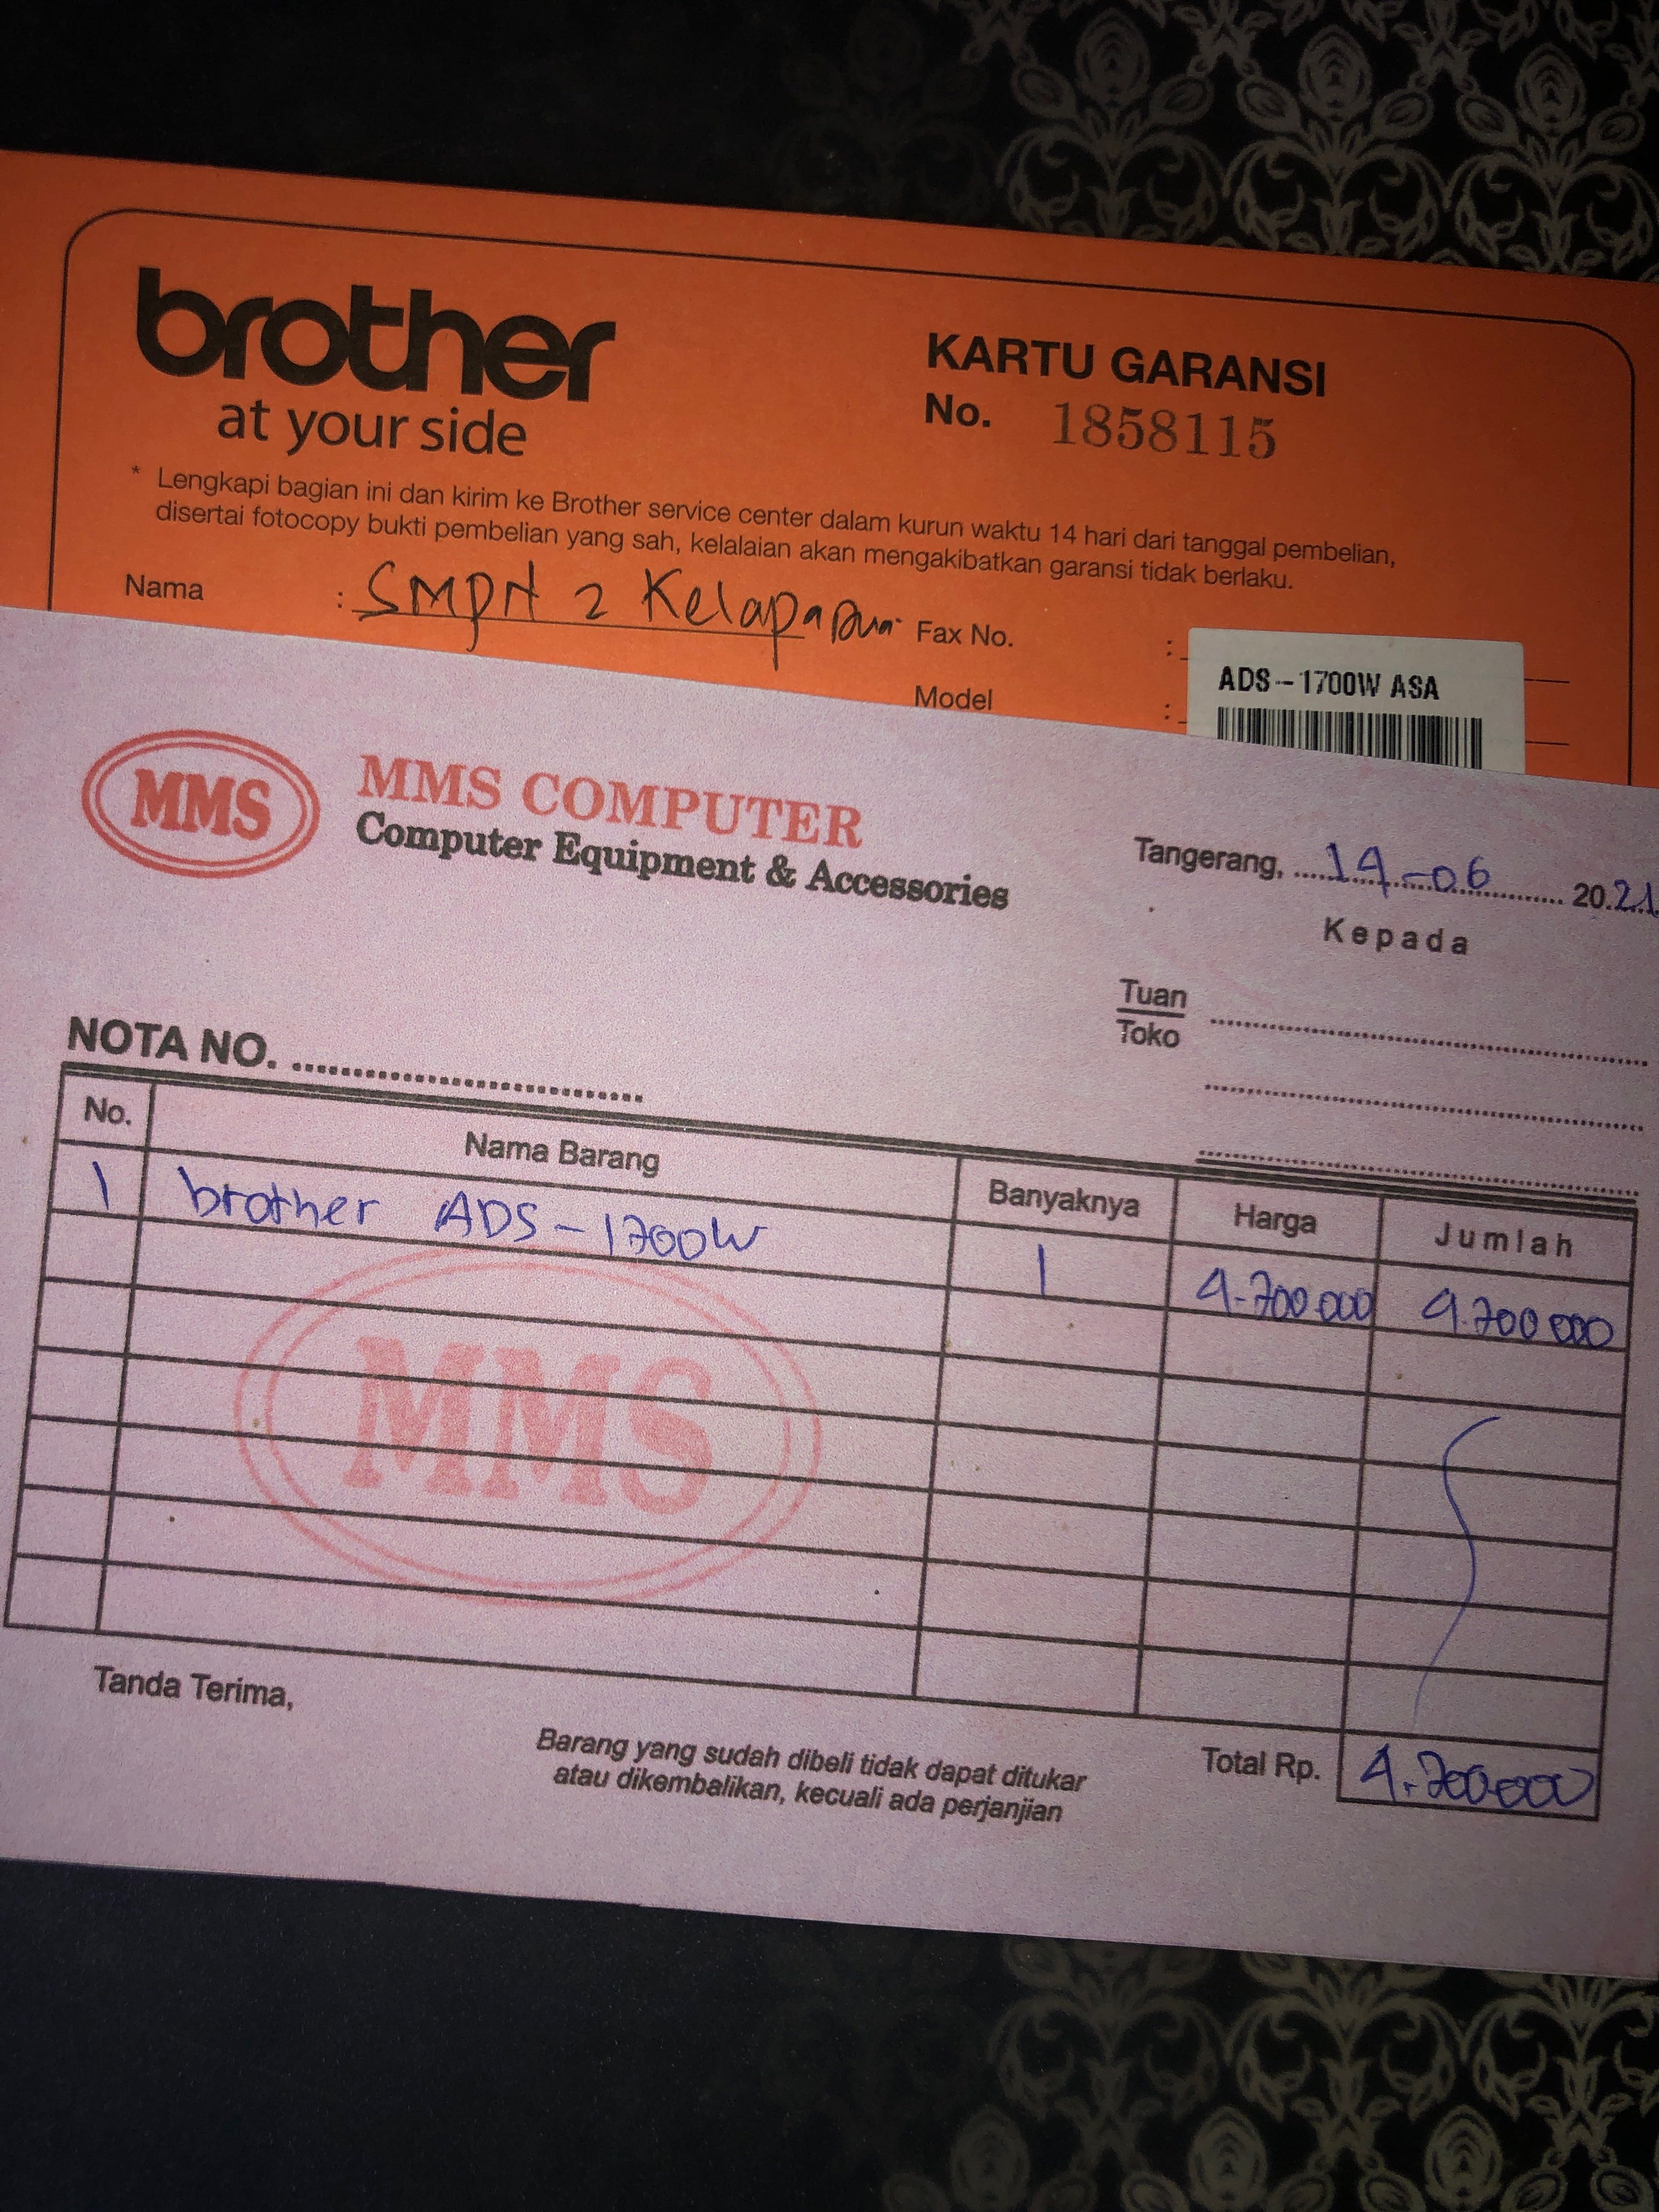 brother
at your side
KARTU GARANSI
No. 1858115
* Lengkapi bagian ini dan kirim ke Brother service center dalam kurun waktu 14 hari dari tanggal pembelian,
disertai fotocopy bukti pembelian yang sah, kelalaian akan mengakibatkan garansi tidak berlaku.
Nama : SMPN 2 Kelapadua Fax No. :
Model :
ADS-1700W ASA
MMS
MMS COMPUTER
Computer Equipment & Accessories
Tangerang, 14-06 2021
Kepada
Tuan
Toko
NOTA NO.
No. Nama Barang Banyaknya Harga Jumlah
1 brother ADS-1700W 1 4.700.000 4.700.000
MMS
Tanda Terima,
Barang yang sudah dibeli tidak dapat ditukar
atau dikembalikan, kecuali ada perjanjian
Total Rp. 4.700.000